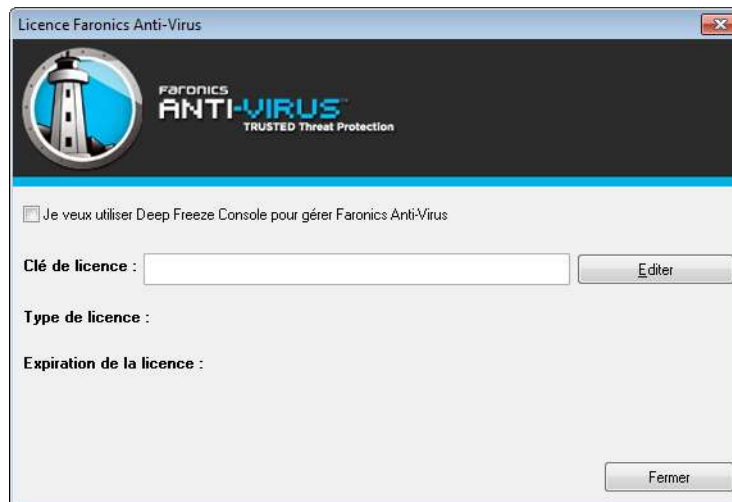 Licence Faronics Anti-Virus
FARONICS
ANTI-VIRUS™
TRUSTED Threat Protection
Je veux utiliser Deep Freeze Console pour gérer Faronics Anti-Virus
Clé de licence :
Editer
Type de licence :
Expiration de la licence :
Fermer